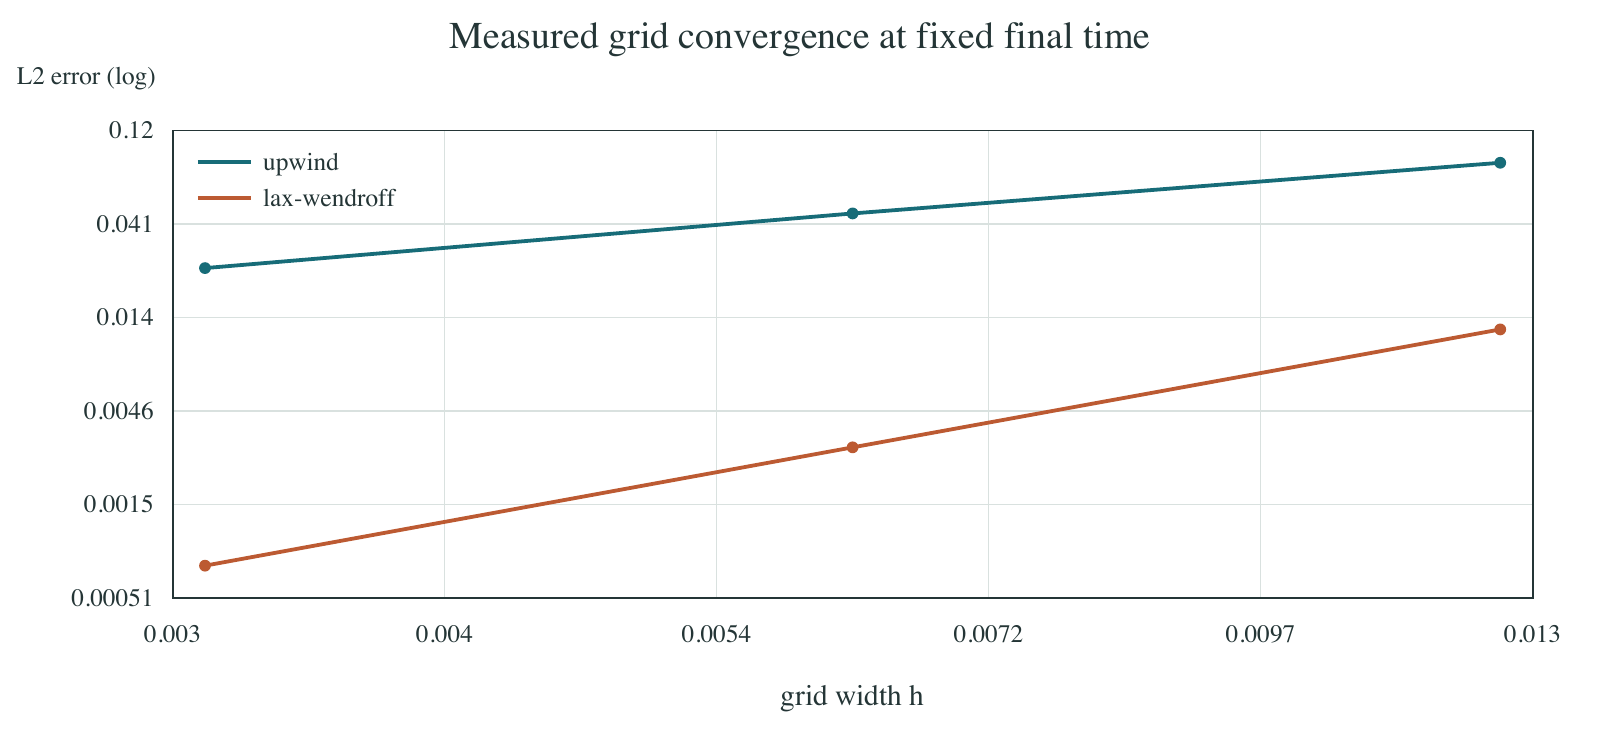 Measured grid convergence at fixed final time
L2 error (log)
0.12
0.041
0.014
0.0046
0.0015
0.00051
upwind
lax-wendroff
0.003 0.004 0.0054 0.0072 0.0097 0.013
grid width h